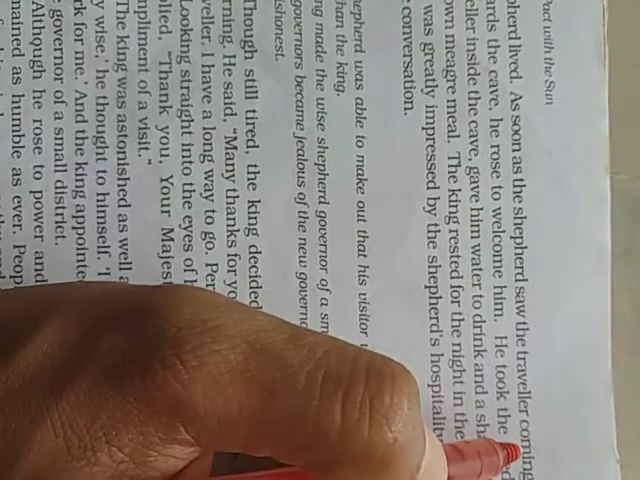 Pact with the Sun
pherd lived. As soon as the shepherd saw the traveller coming
ards the cave, he rose to welcome him. He took the
eller inside the cave, gave him water to drink and a sh
own meagre meal. The king rested for the night in the
was greatly impressed by the shepherd's hospitality
conversation.
epherd was able to make out that his visitor
han the king.
ng made the wise shepherd governor of a sm
governors became jealous of the new governo
ishonest.
Though still tired, the king decided
rning. He said, "Many thanks for yo
veller. I have a long way to go. Per
Looking straight into the eyes of
lied, "Thank you, Your Majest
mpliment of a visit."
The king was astonished as well a
y wise,' he thought to himself. 'I
rk for me.' And the king appointe
governor of a small district.
Although he rose to power and
mained as humble as ever. Peop